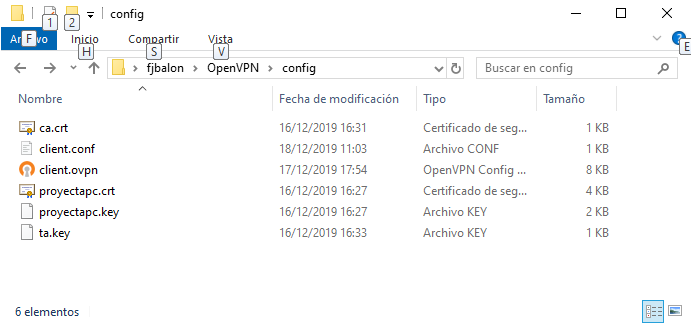 config
1 2
Archivo Inicio Compartir Vista
F H S V E
fjbalon OpenVPN config Buscar en config
Nombre Fecha de modificación Tipo Tamaño
ca.crt 16/12/2019 16:31 Certificado de seg... 1 KB
client.conf 18/12/2019 11:03 Archivo CONF 1 KB
client.ovpn 17/12/2019 17:54 OpenVPN Config ... 8 KB
proyectapc.crt 16/12/2019 16:27 Certificado de seg... 4 KB
proyectapc.key 16/12/2019 16:27 Archivo KEY 2 KB
ta.key 16/12/2019 16:33 Archivo KEY 1 KB
6 elementos